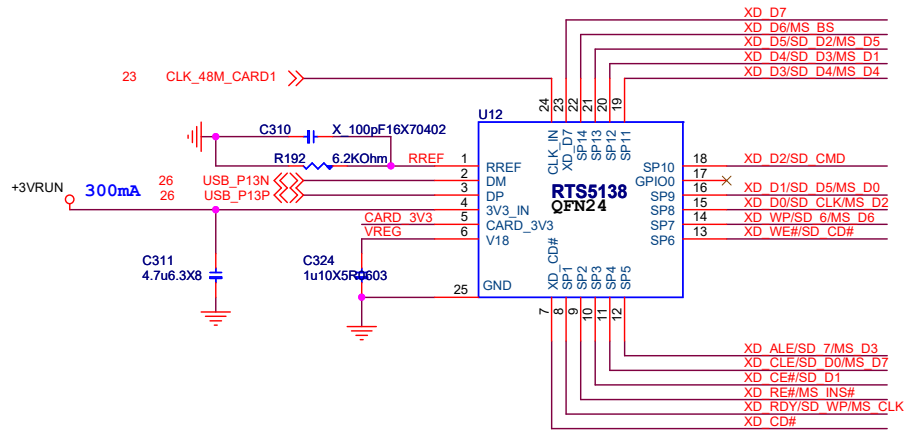 XD_D7
XD_D6/MS_BS
XD_D5/SD_D2/MS_D5
XD_D4/SD_D3/MS_D1
XD_D3/SD_D4/MS_D4
23 CLK_48M_CARD1
24 23 22 21 20 19
U12
CLK_IN XD_D7 SP14 SP13 SP12 SP11
C310 X_100pF16X70402
R192 6.2KOhm RREF 1 RREF
SP10 18 XD_D2/SD_CMD
26 USB_P13N 2 DM
GPIO0 17
+3VRUN 300mA
26 USB_P13P 3 DP
RTS5138
SP9 16 XD_D1/SD_D5/MS_D0
4 3V3_IN
QFN24
SP8 15 XD_D0/SD_CLK/MS_D2
CARD_3V3 5 CARD_3V3
SP7 14 XD_WP/SD_6/MS_D6
VREG 6 V18
SP6 13 XD_WE#/SD_CD#
C311
4.7u6.3X8
C324
25 GND
XD_CD# SP1 SP2 SP3 SP4 SP5
7 8 9 10 11 12
XD_ALE/SD_7/MS_D3
XD_CLE/SD_D0/MS_D7
XD_CE#/SD_D1
XD_RE#/MS_INS#
XD_RDY/SD_WP/MS_CLK
XD_CD#